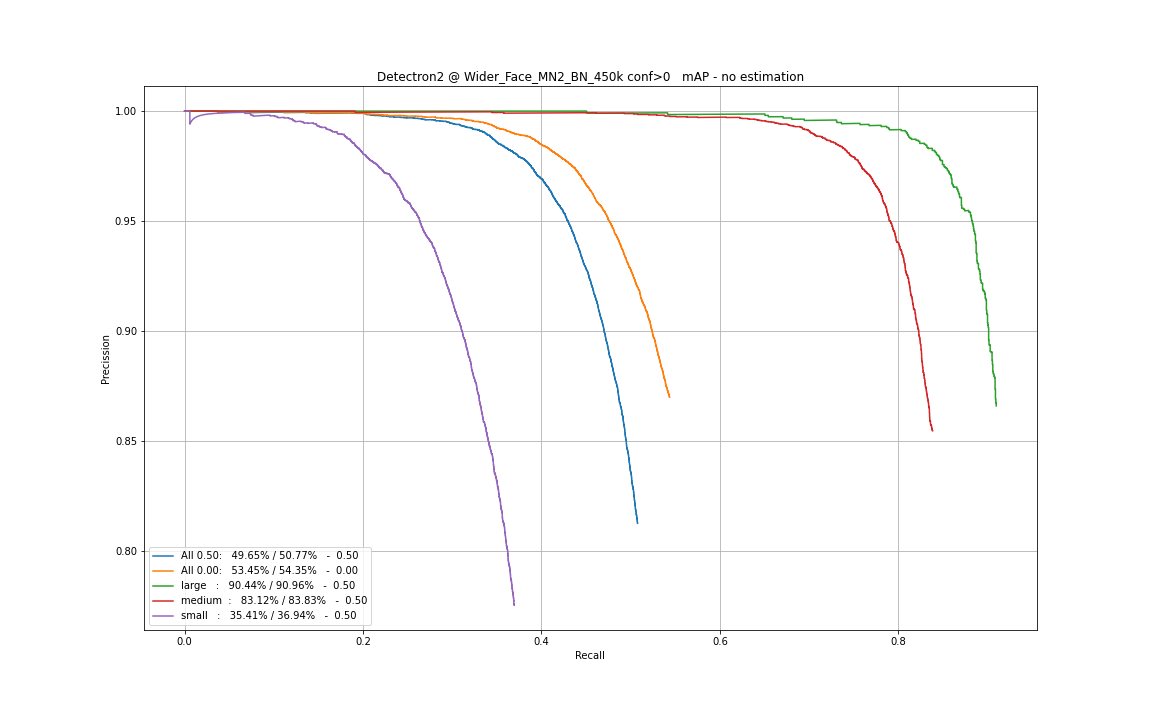 Detectron2 @ Wider_Face_MN2_BN_450k conf>0 mAP - no estimation
1.00
0.95
0.90
0.85
0.80
Precission
All 0.50: 49.65% / 50.77% - 0.50
All 0.00: 53.45% / 54.35% - 0.00
large : 90.44% / 90.96% - 0.50
medium : 83.12% / 83.83% - 0.50
small : 35.41% / 36.94% - 0.50
0.0 0.2 0.4 0.6 0.8
Recall